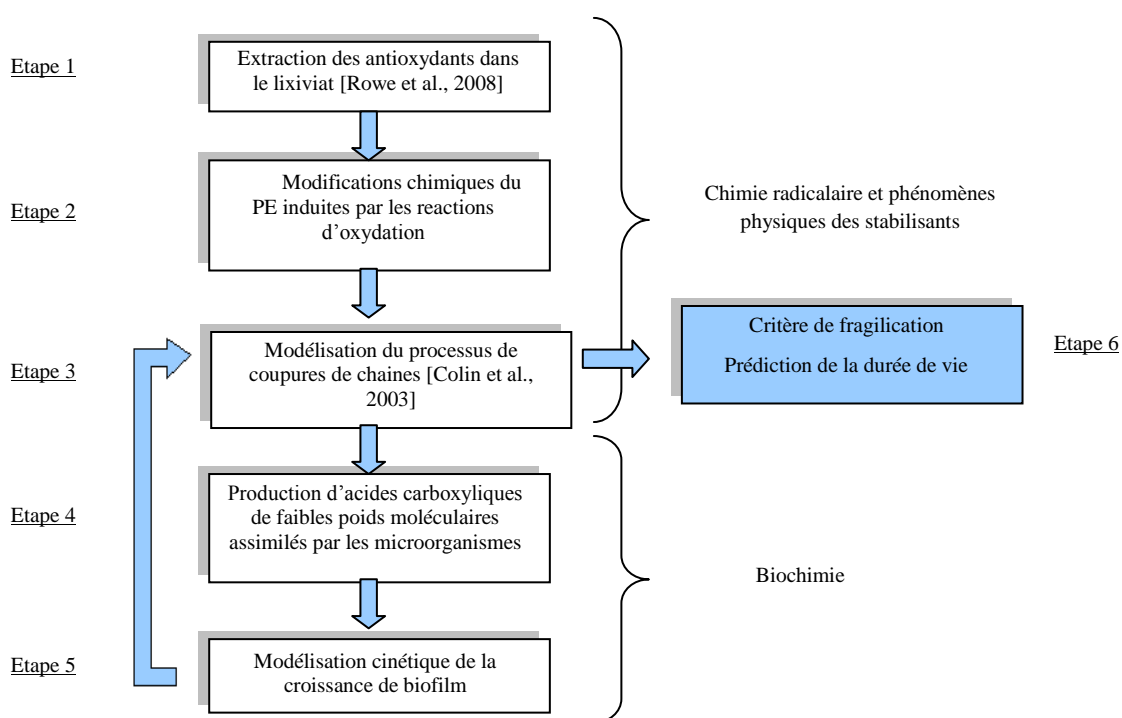 Etape 1
Extraction des antioxydants dans
le lixiviat [Rowe et al., 2008]
Etape 2
Modifications chimiques du
PE induites par les reactions
d’oxydation
Chimie radicalaire et phénomènes
physiques des stabilisants
Etape 3
Modélisation du processus de
coupures de chaines [Colin et al.,
2003]
Critère de fragilication
Prédiction de la durée de vie
Etape 6
Etape 4
Production d’acides carboxyliques
de faibles poids moléculaires
assimilés par les microorganismes
Biochimie
Etape 5
Modélisation cinétique de la
croissance de biofilm